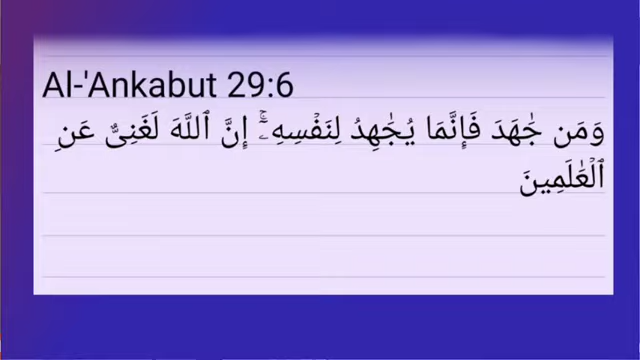 Al-'Ankabut 29:6
وَمَن جَٰهَدَ فَإِنَّمَا يُجَٰهِدُ لِنَفْسِهِۦٓۚ إِنَّ ٱللَّهَ لَغَنِىٌّ عَنِ
ٱلْعَٰلَمِينَ